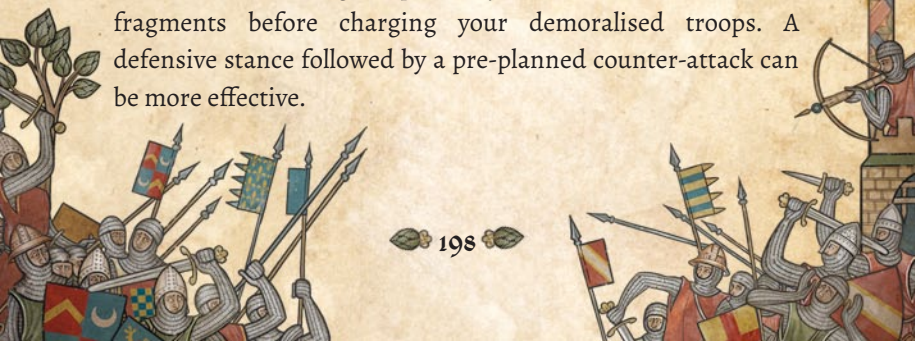 fragments before charging your demoralised troops. A
defensive stance followed by a pre-planned counter-attack can
be more effective.
198